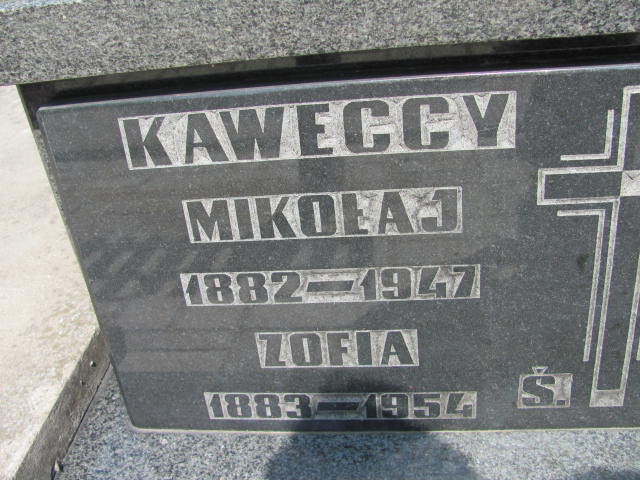 KAWECCY
MIKOŁAJ
1882-1947
ZOFIA
1883-1954
Ś.